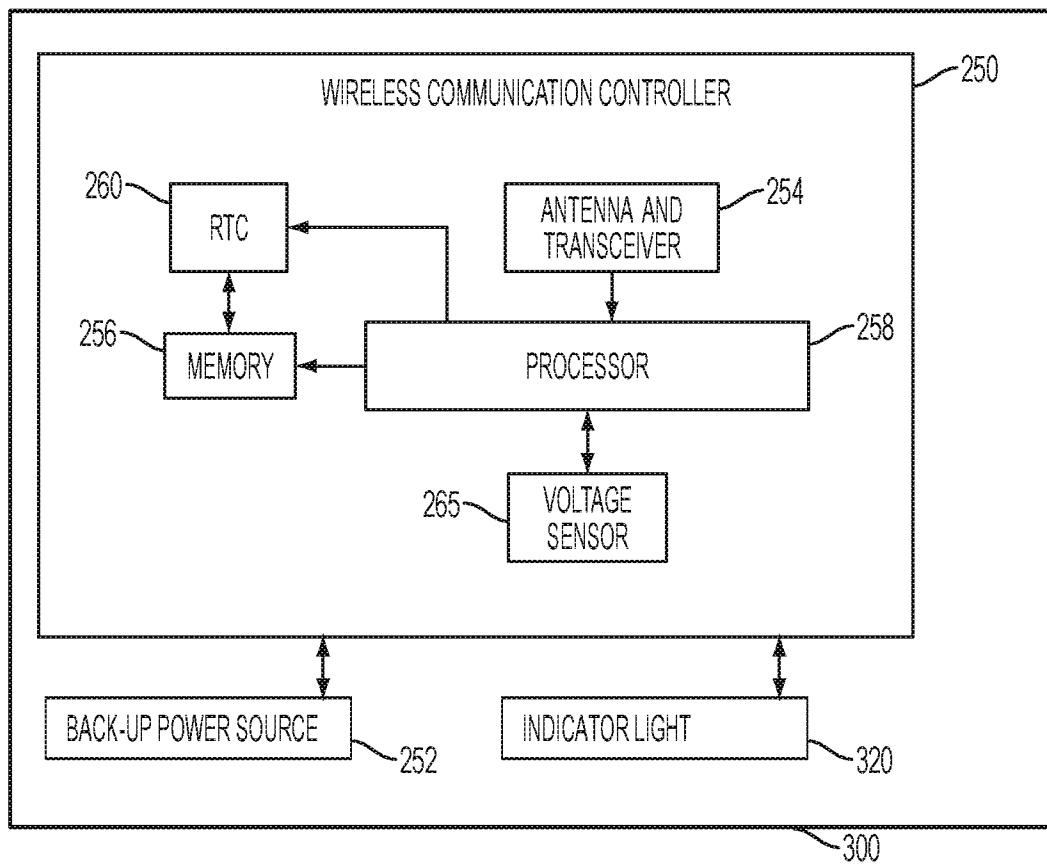 WIRELESS COMMUNICATION CONTROLLER
250
260
RTC
ANTENNA AND
TRANSCEIVER
254
256
MEMORY
PROCESSOR
258
265
VOLTAGE
SENSOR
BACK-UP POWER SOURCE
252
INDICATOR LIGHT
320
300